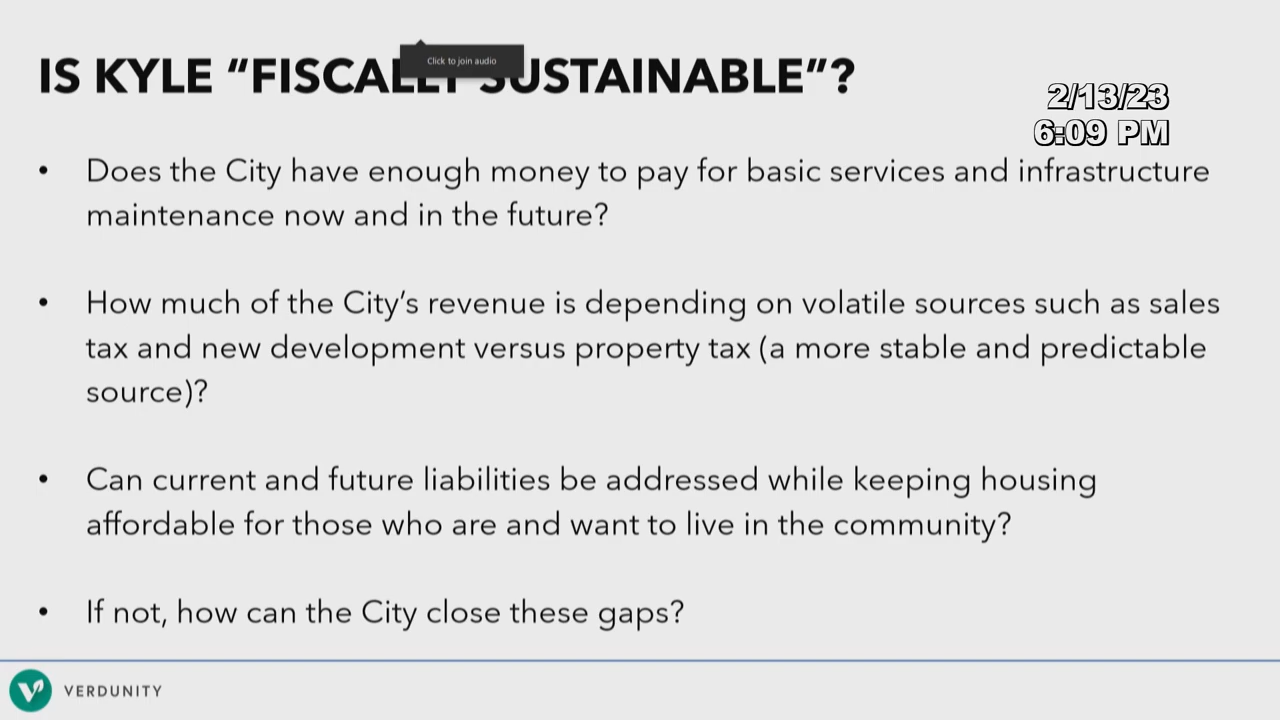 Click to join audio
IS KYLE “FISCALLY SUSTAINABLE”?
2/13/23
6:09 PM
• Does the City have enough money to pay for basic services and infrastructure
maintenance now and in the future?
• How much of the City’s revenue is depending on volatile sources such as sales
tax and new development versus property tax (a more stable and predictable
source)?
• Can current and future liabilities be addressed while keeping housing
affordable for those who are and want to live in the community?
• If not, how can the City close these gaps?
VERDUNITY